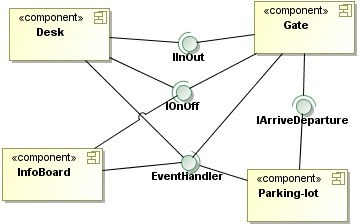 «component»
Desk
«component»
Gate
IInOut
IOnOff
IArriveDeparture
«component»
InfoBoard
EventHandler
«component»
Parking-lot